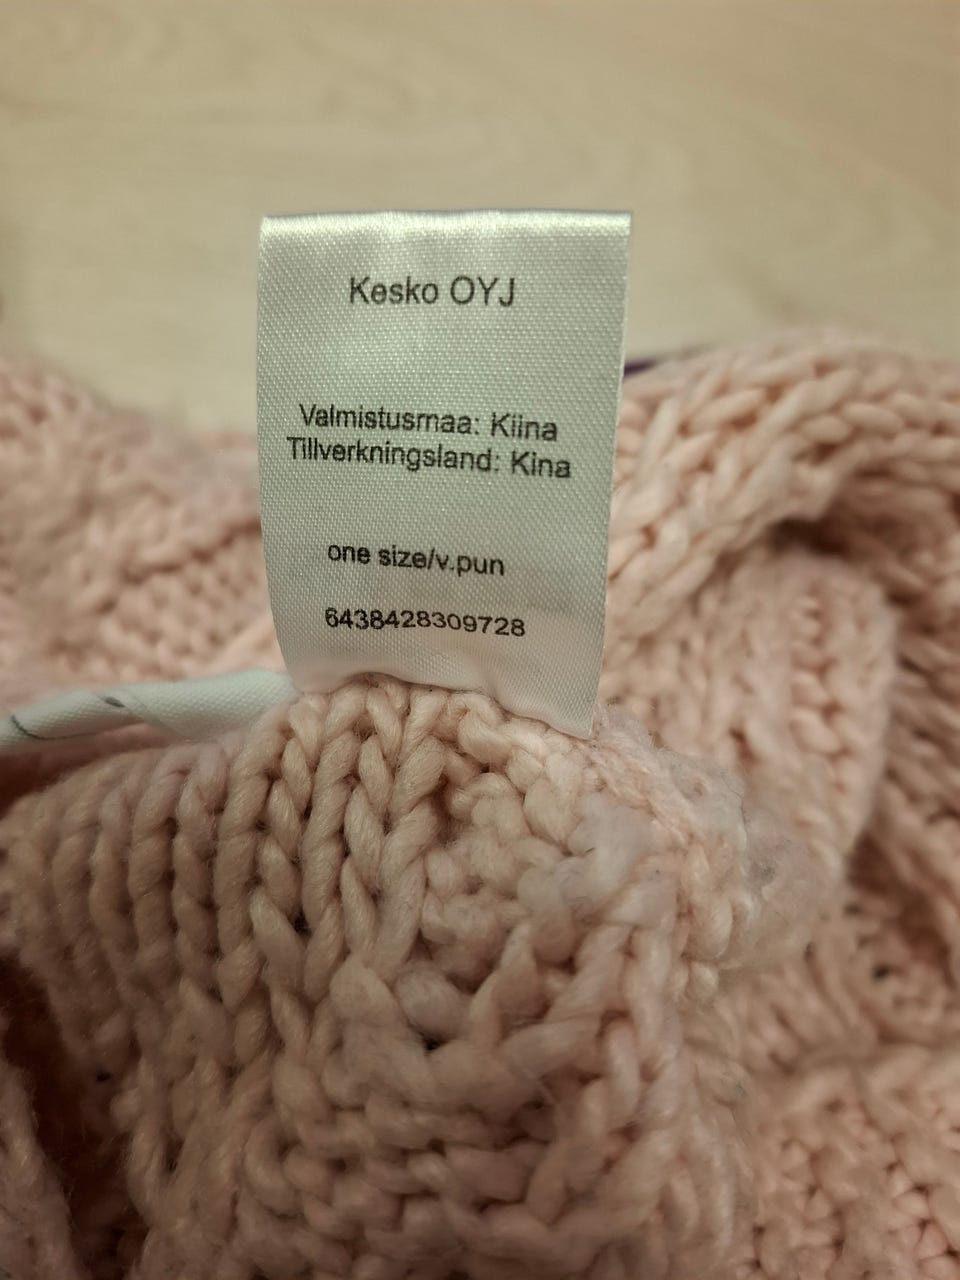 Kesko OYJ
Valmistusmaa: Kiina
Tillverkningsland: Kina
one size/v.pun
6438428309728